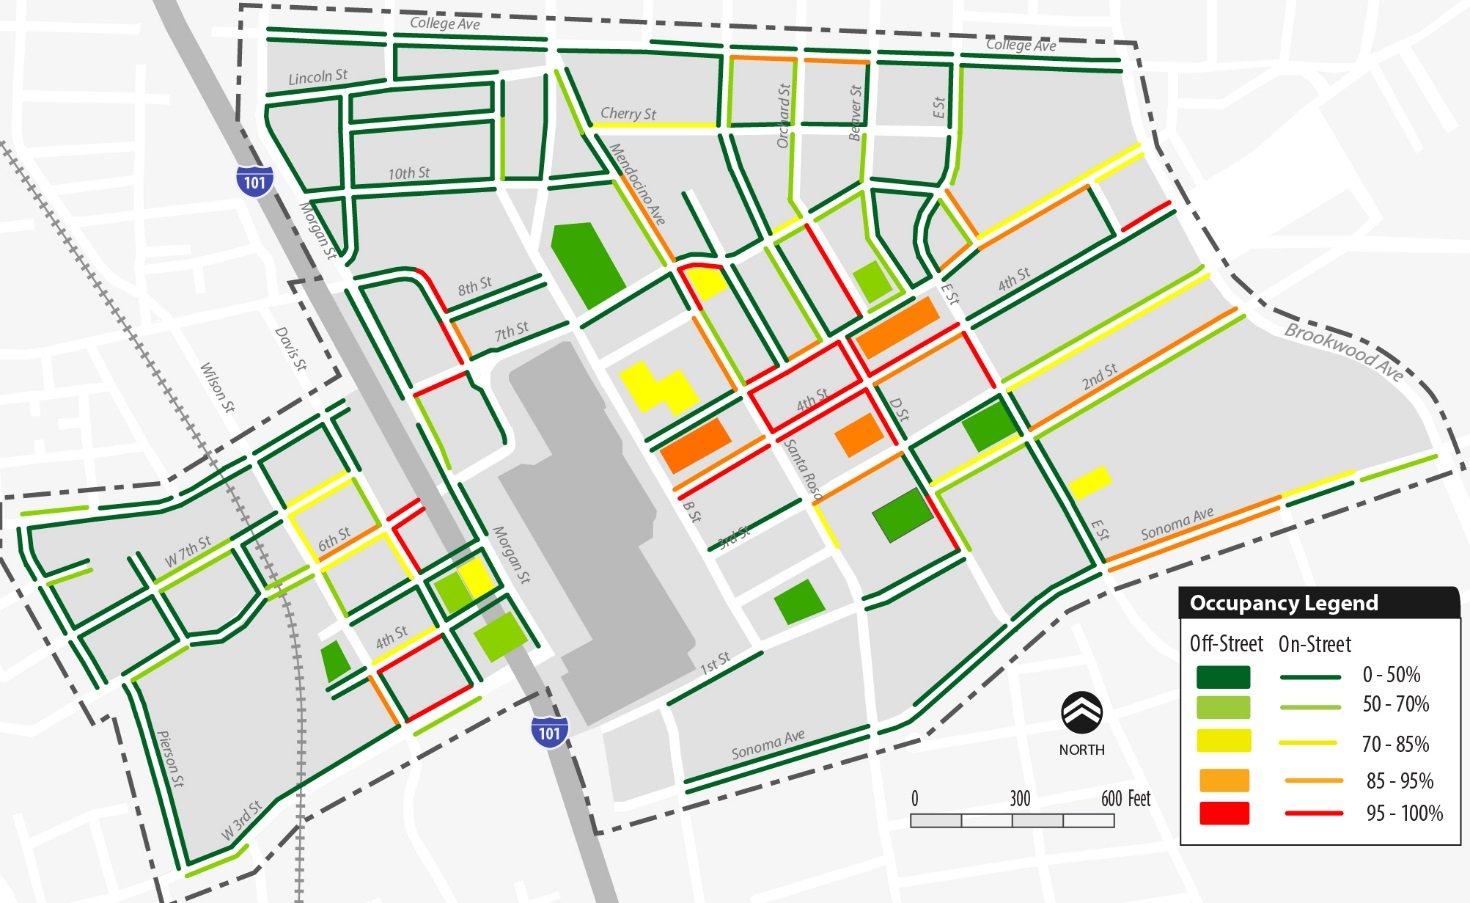 College Ave
College Ave
Lincoln St
Cherry St
Orchard St
Beaver St
E St
10th St
Mendocino Ave
101
Morgan St
8th St
4th St
E St
7th St
Davis St
Wilson St
Brookwood Ave
2nd St
4th St
D St
Santa Rosa
B St
3rd St
E St
Sonoma Ave
W 7th St
6th St
Morgan St
4th St
1st St
Sonoma Ave
Pierson St
W 3rd St
101
NORTH
0 300 600 Feet
Occupancy Legend
Off-Street On-Street
0 - 50%
50 - 70%
70 - 85%
85 - 95%
95 - 100%